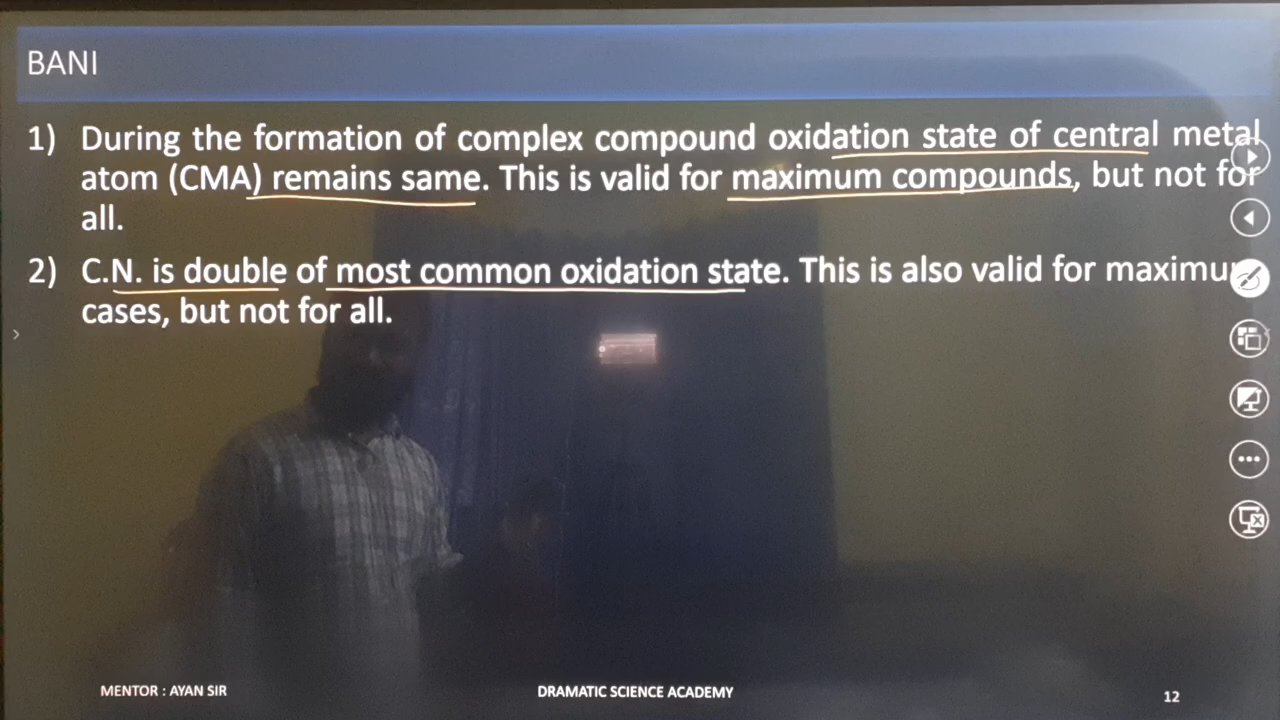 BANI
1) During the formation of complex compound oxidation state of central metal
atom (CMA) remains same. This is valid for maximum compounds, but not for
all.
2) C.N. is double of most common oxidation state. This is also valid for maximum
cases, but not for all.
MENTOR : AYAN SIR
DRAMATIC SCIENCE ACADEMY
12